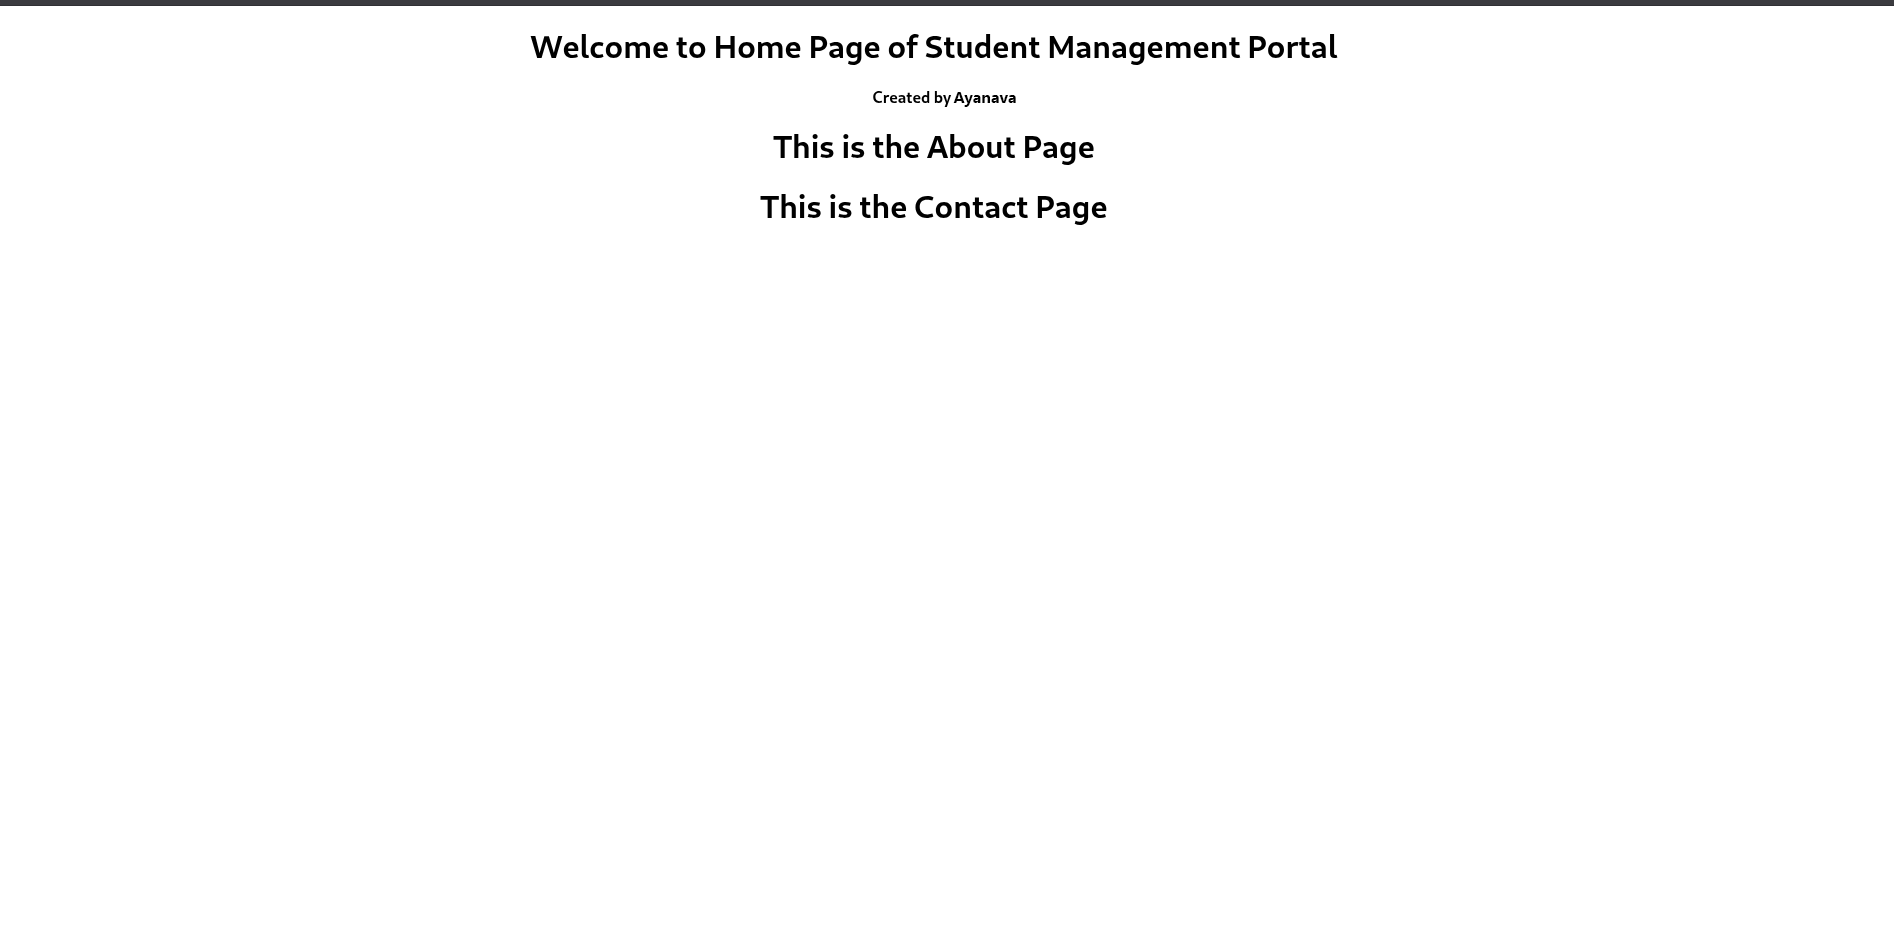 Welcome to Home Page of Student Management Portal
Created by Ayanava
This is the About Page
This is the Contact Page